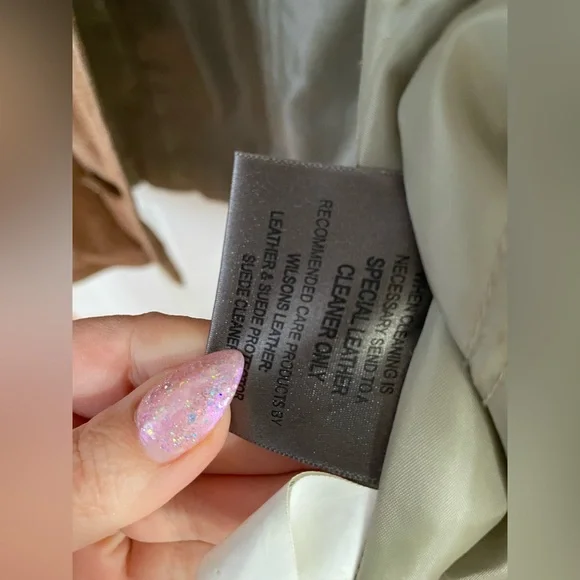 WHEN
NECESSARY CLEANING IS
SPECIAL SEND TO A
LEATHER
CLEANER ONLY
RECOMMENDED CARE PRODUCTS BY
WILSONS LEATHER:
LEATHER & SUEDE PROTECTOR
SUEDE CLEANER